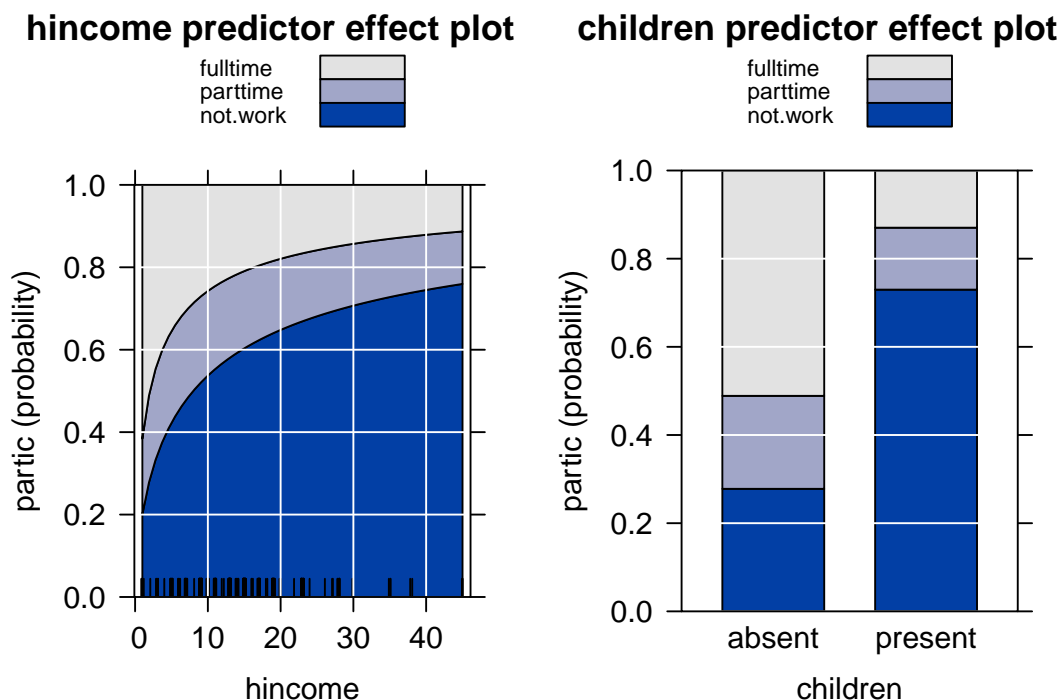 hincome predictor effect plot
fulltime
parttime
not.work
partic (probability)
1.0
0.8
0.6
0.4
0.2
0.0
0 10 20 30 40
hincome
children predictor effect plot
fulltime
parttime
not.work
partic (probability)
1.0
0.8
0.6
0.4
0.2
0.0
absent present
children